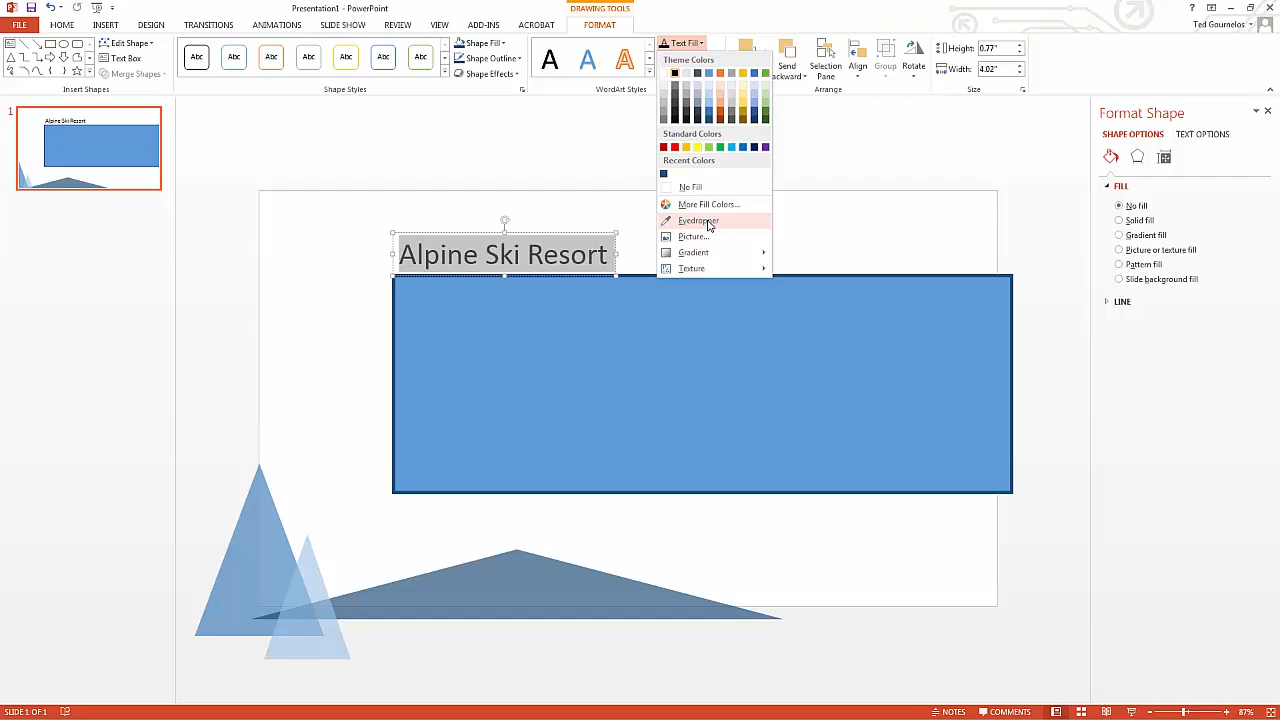 Presentation1 - PowerPoint
DRAWING TOOLS
FILE HOME INSERT DESIGN TRANSITIONS ANIMATIONS SLIDE SHOW REVIEW VIEW ADD-INS ACROBAT FORMAT
Ted Gournelos
Edit Shape
Text Box
Merge Shapes
Insert Shapes
Abc Abc Abc Abc Abc Abc
Shape Fill
Shape Outline
Shape Effects
Shape Styles
A A A
WordArt Styles
Text Fill
Send
Backward
Selection
Pane
Align
Group
Rotate
Arrange
Height: 0.77"
Width: 4.02"
Size
Theme Colors
Standard Colors
Recent Colors
No Fill
More Fill Colors...
Eyedropper
Picture...
Gradient
Texture
1
Alpine Ski Resort
Alpine Ski Resort
Format Shape
SHAPE OPTIONS TEXT OPTIONS
FILL
No fill
Solid fill
Gradient fill
Picture or texture fill
Pattern fill
Slide background fill
LINE
SLIDE 1 OF 1
NOTES
COMMENTS
87%